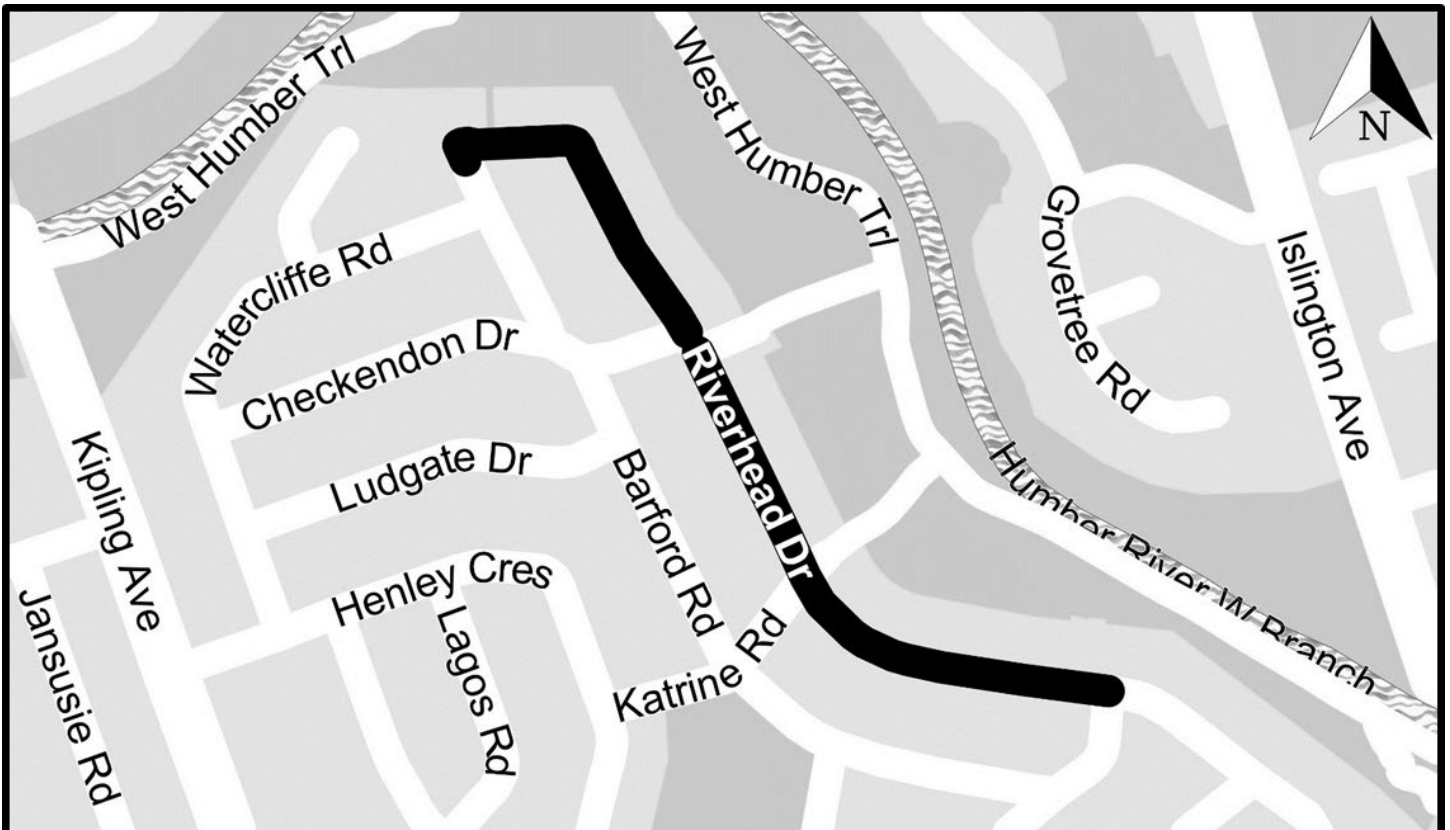 West Humber Trl
West Humber Trl
N
Grovetree Rd
Islington Ave
Watercliffe Rd
Checkendon Dr
Riverhead Dr
Kipling Ave
Ludgate Dr
Barford Rd
Humber River W Branch
Henley Cres
Jansusie Rd
Lagos Rd
Katrine Rd